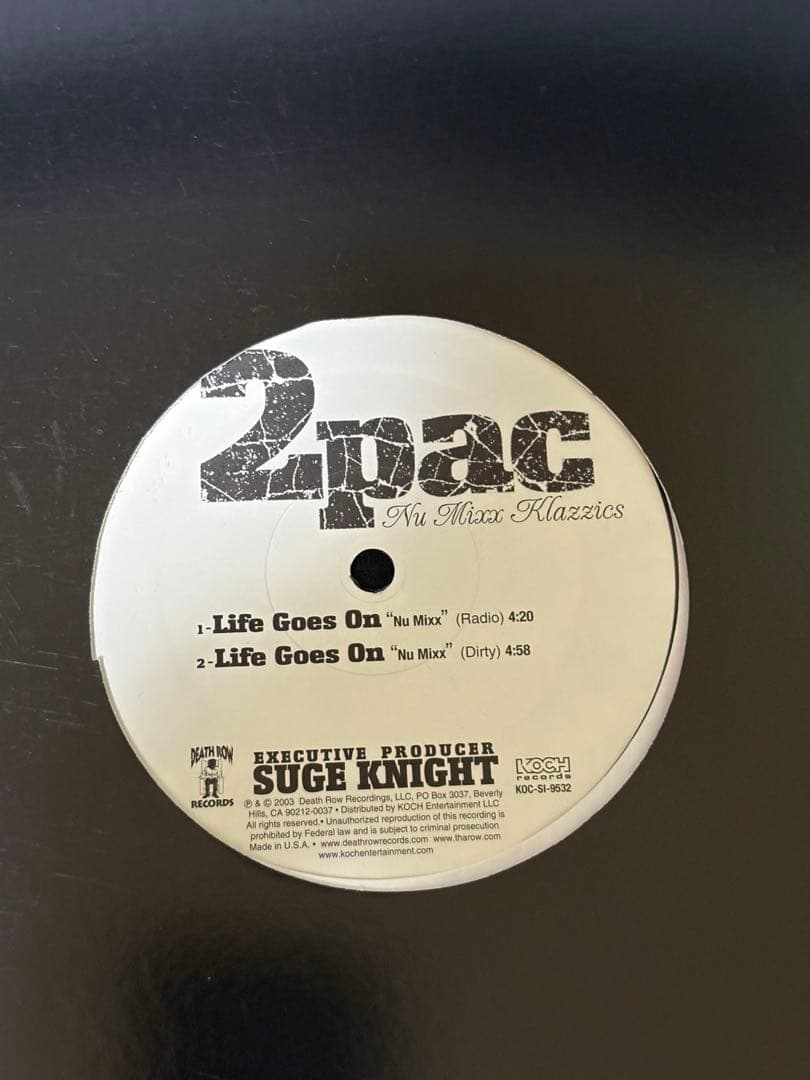 2pac
Nu Mixx Klazzics
1-Life Goes On "Nu Mixx" (Radio) 4:20
2-Life Goes On "Nu Mixx" (Dirty) 4:58
DEATH ROW
RECORDS
EXECUTIVE PRODUCER
SUGE KNIGHT
KOCH
records
KOC-SI-9532
℗ & © 2003 Death Row Recordings, LLC, PO Box 3037, Beverly
Hills, CA 90212-0037 • Distributed by KOCH Entertainment LLC
All rights reserved.• Unauthorized reproduction of this recording is
prohibited by Federal law and is subject to criminal prosecution
Made in U.S.A. • www.deathrowrecords.com www.tharow.com
www.kochentertainment.com